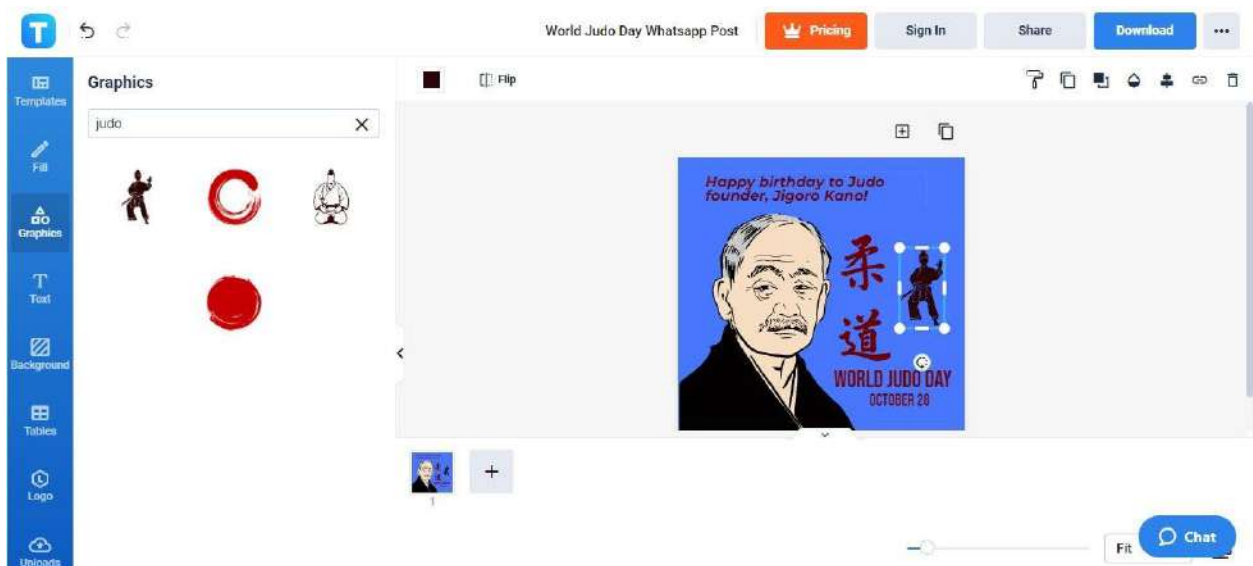 T
World Judo Day Whatsapp Post
Pricing
Sign In
Share
Download
Templates
Fill
Graphics
Text
Background
Tables
Logo
Uploads
Graphics
judo
Flip
Happy birthday to Judo
founder, Jigoro Kano!
柔
道
WORLD JUDO DAY
OCTOBER 28
1
Fit
Chat